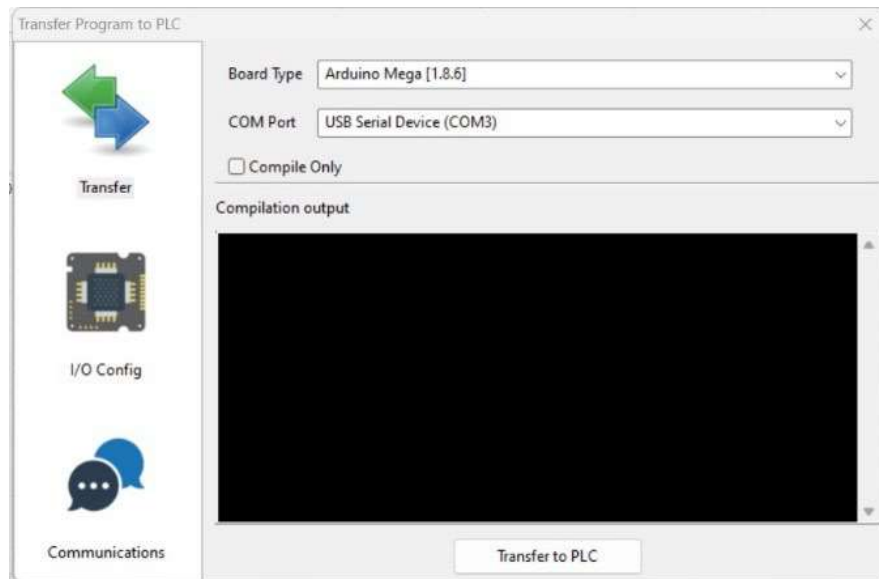 Transfer Program to PLC
Transfer
I/O Config
Communications
Board Type Arduino Mega [1.8.6]
COM Port USB Serial Device (COM3)
Compile Only
Compilation output
Transfer to PLC